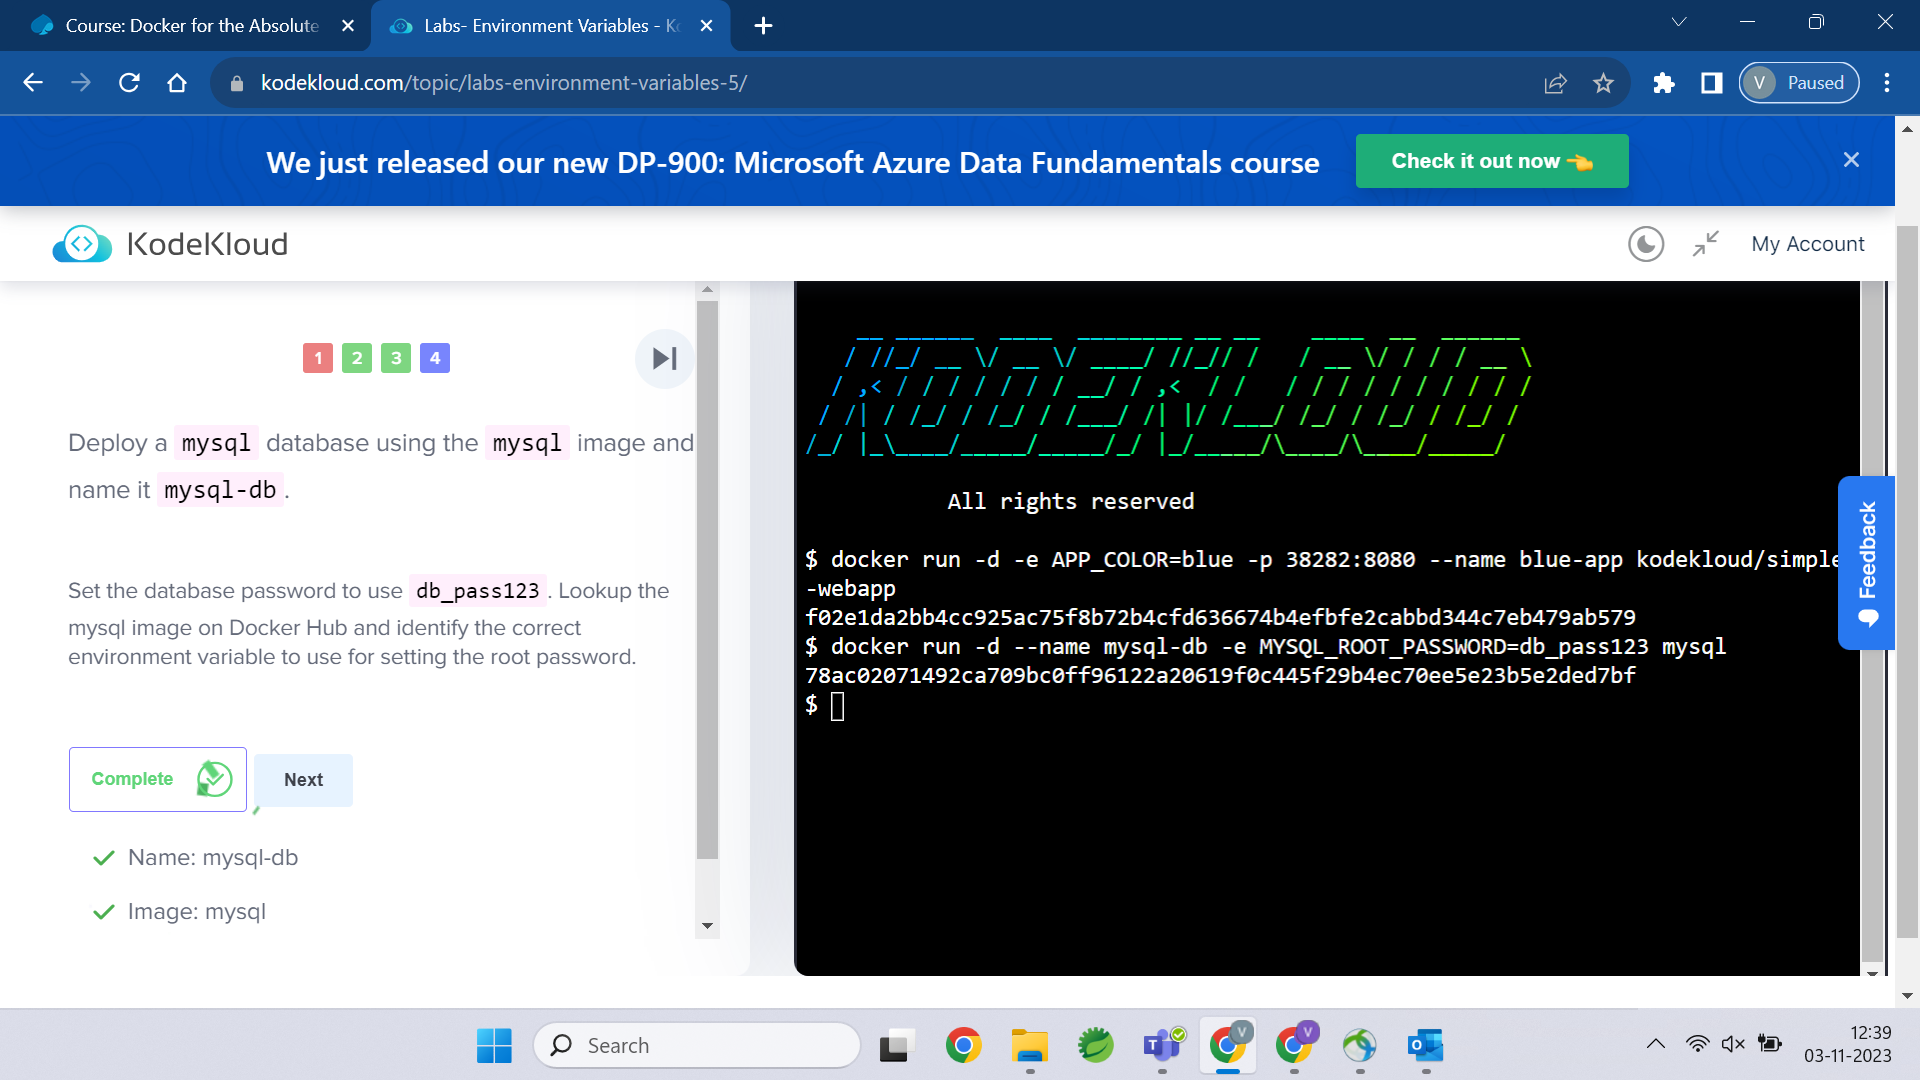 Course: Docker for the Absolute
Labs- Environment Variables - Ko
kodekloud.com/topic/labs-environment-variables-5/
V Paused
We just released our new DP-900: Microsoft Azure Data Fundamentals course
Check it out now
KodeKloud
My Account
1 2 3 4
Deploy a mysql database using the mysql image and
name it mysql-db.
Set the database password to use db_pass123. Lookup the
mysql image on Docker Hub and identify the correct
environment variable to use for setting the root password.
Complete
Next
Name: mysql-db
Image: mysql
KODEKLOUD
All rights reserved
$ docker run -d -e APP_COLOR=blue -p 38282:8080 --name blue-app kodekloud/simple
-webapp
f02e1da2bb4cc925ac75f8b72b4cfd636674b4efbfe2cabbd344c7eb479ab579
$ docker run -d --name mysql-db -e MYSQL_ROOT_PASSWORD=db_pass123 mysql
78ac02071492ca709bc0ff96122a20619f0c445f29b4ec70ee5e23b5e2ded7bf
$
Feedback
Search
12:39
03-11-2023